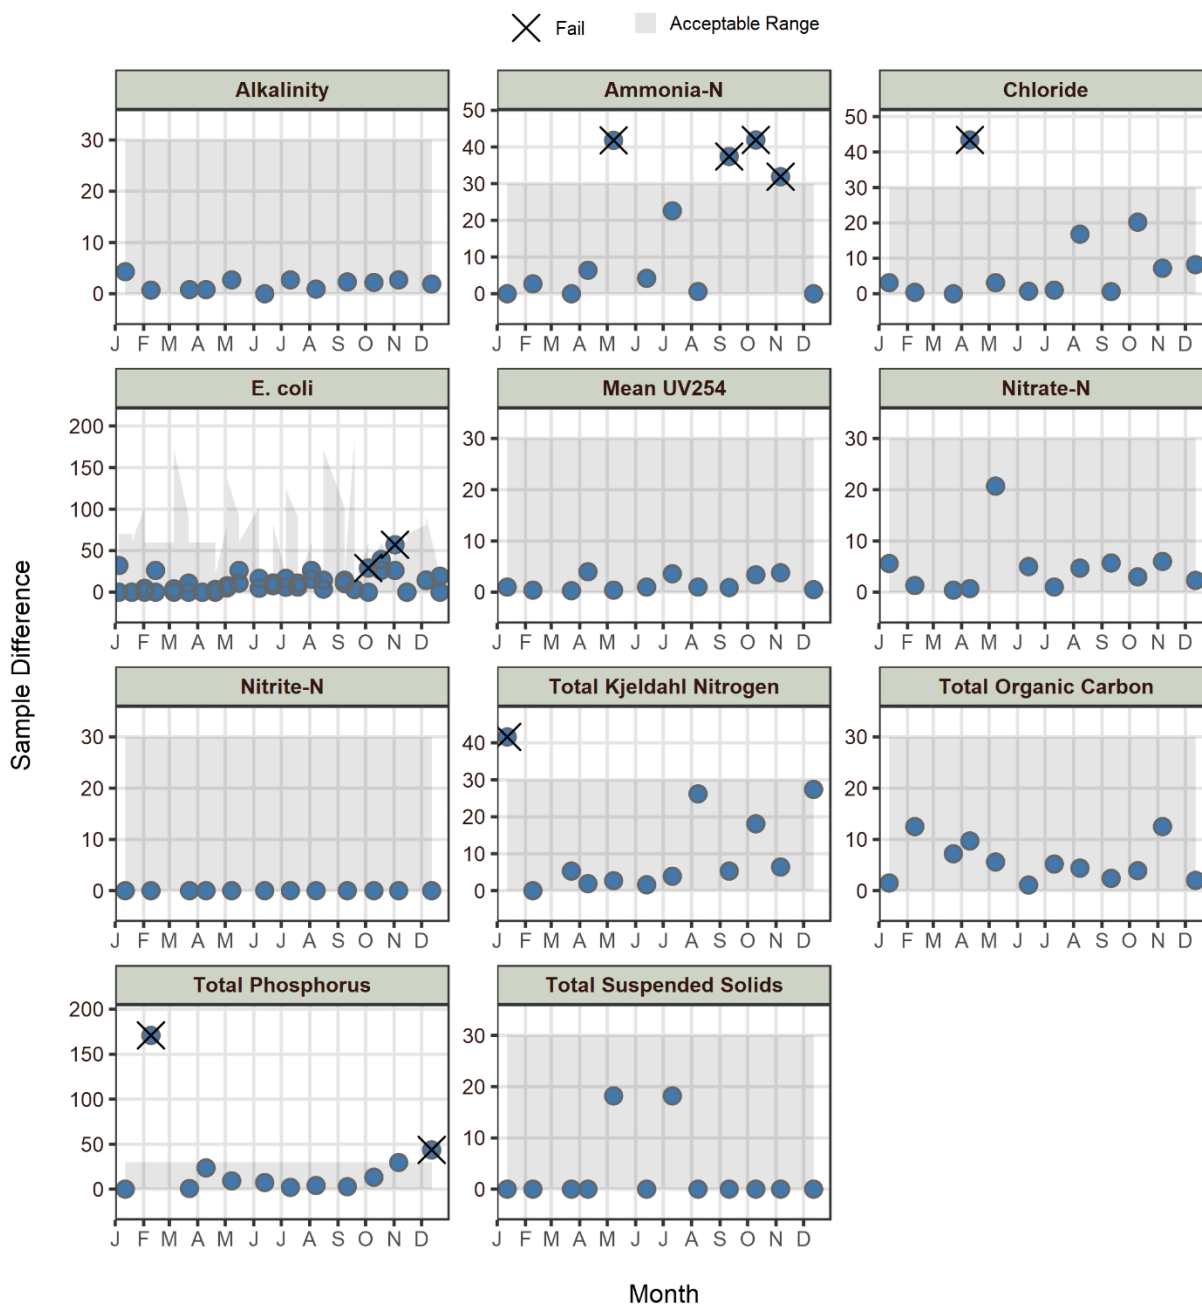 Fail Acceptable Range
Alkalinity Ammonia-N Chloride
30
20
10
0
50
40
30
20
10
0
50
40
30
20
10
0
J F M A M J J A S O N D
J F M A M J J A S O N D
J F M A M J J A S O N D
E. coli Mean UV254 Nitrate-N
200
150
100
50
0
30
20
10
0
30
20
10
0
J F M A M J J A S O N D
J F M A M J J A S O N D
J F M A M J J A S O N D
Sample Difference
Nitrite-N Total Kjeldahl Nitrogen Total Organic Carbon
30
20
10
0
40
30
20
10
0
30
20
10
0
J F M A M J J A S O N D
J F M A M J J A S O N D
J F M A M J J A S O N D
Total Phosphorus Total Suspended Solids
200
150
100
50
0
30
20
10
0
J F M A M J J A S O N D
J F M A M J J A S O N D
Month